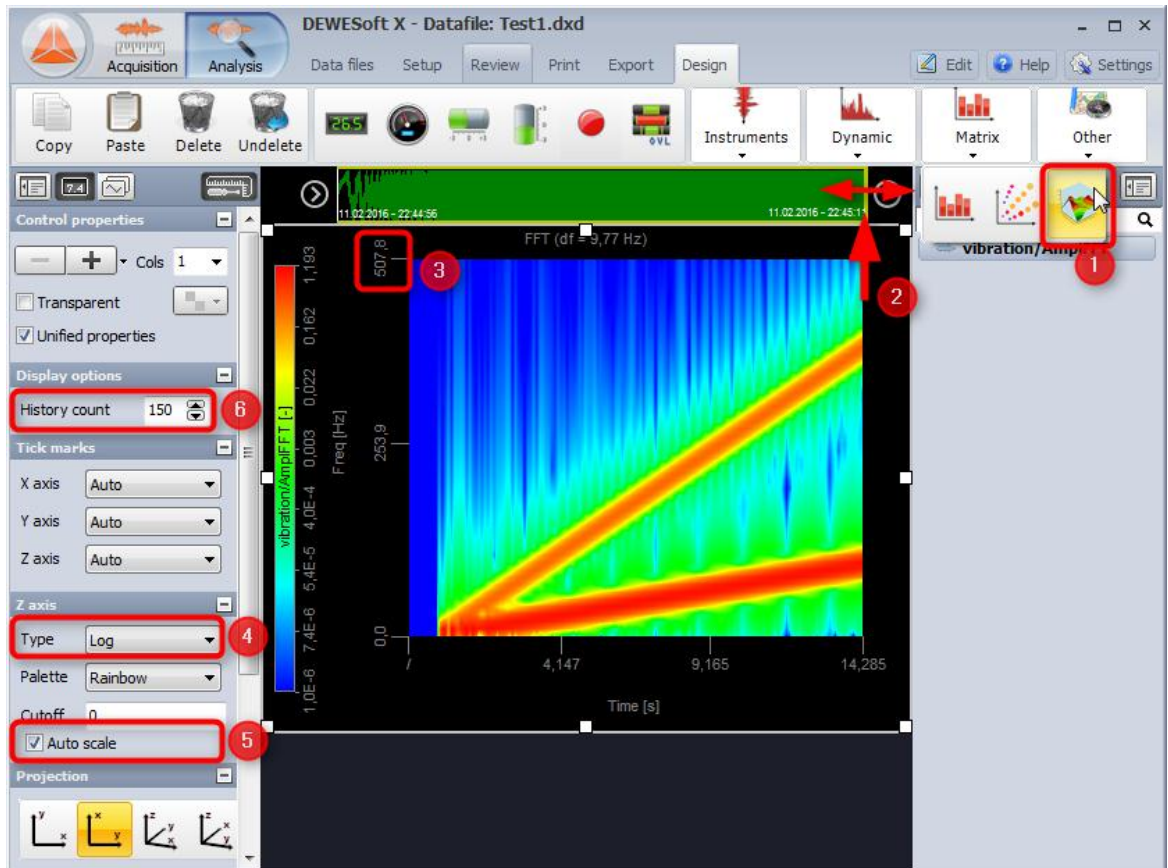 DEWESoft X - Datafile: Test1.dxd
Acquisition
Analysis
Data files
Setup
Review
Print
Export
Design
Edit
Help
Settings
Copy
Paste
Delete
Undelete
26.5
OVL
Instruments
Dynamic
Matrix
Other
7.4
11.02.2016 - 22:44:56
11.02.2016 - 22:45:11
1
2
3
vibration/
Control properties
Cols 1
Transparent
Unified properties
Display options
History count 150
6
Tick marks
X axis Auto
Y axis Auto
Z axis Auto
Z axis
Type Log
4
Palette Rainbow
Cutoff 0
Auto scale
5
Projection
y x
x y
z y x
z x y
FFT (df = 9,77 Hz)
vibration/AmplFFT [-]
1,193
0,162
0,022
0,003
4,0E-4
5,4E-5
7,4E-6
1,0E-6
Freq [Hz]
507,8
253,9
0,0
/
4,147
9,165
14,285
Time [s]